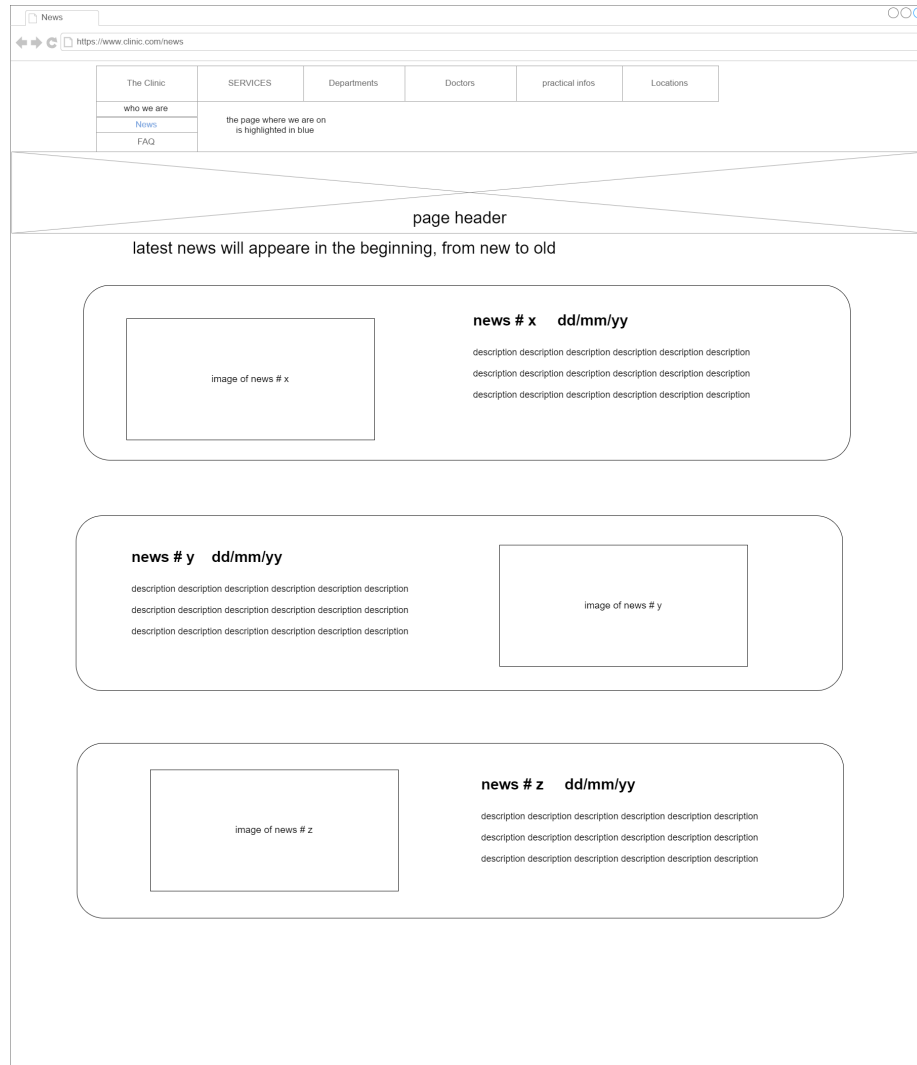 News
https://www.clinic.com/news
The Clinic SERVICES Departments Doctors practical infos Locations
who we are
News
FAQ
the page where we are on
is highlighted in blue
page header
latest news will appeare in the beginning, from new to old
image of news # x
news # x dd/mm/yy
description description description description description description
description description description description description description
description description description description description description
news # y dd/mm/yy
description description description description description description
description description description description description description
description description description description description description
image of news # y
image of news # z
news # z dd/mm/yy
description description description description description description
description description description description description description
description description description description description description